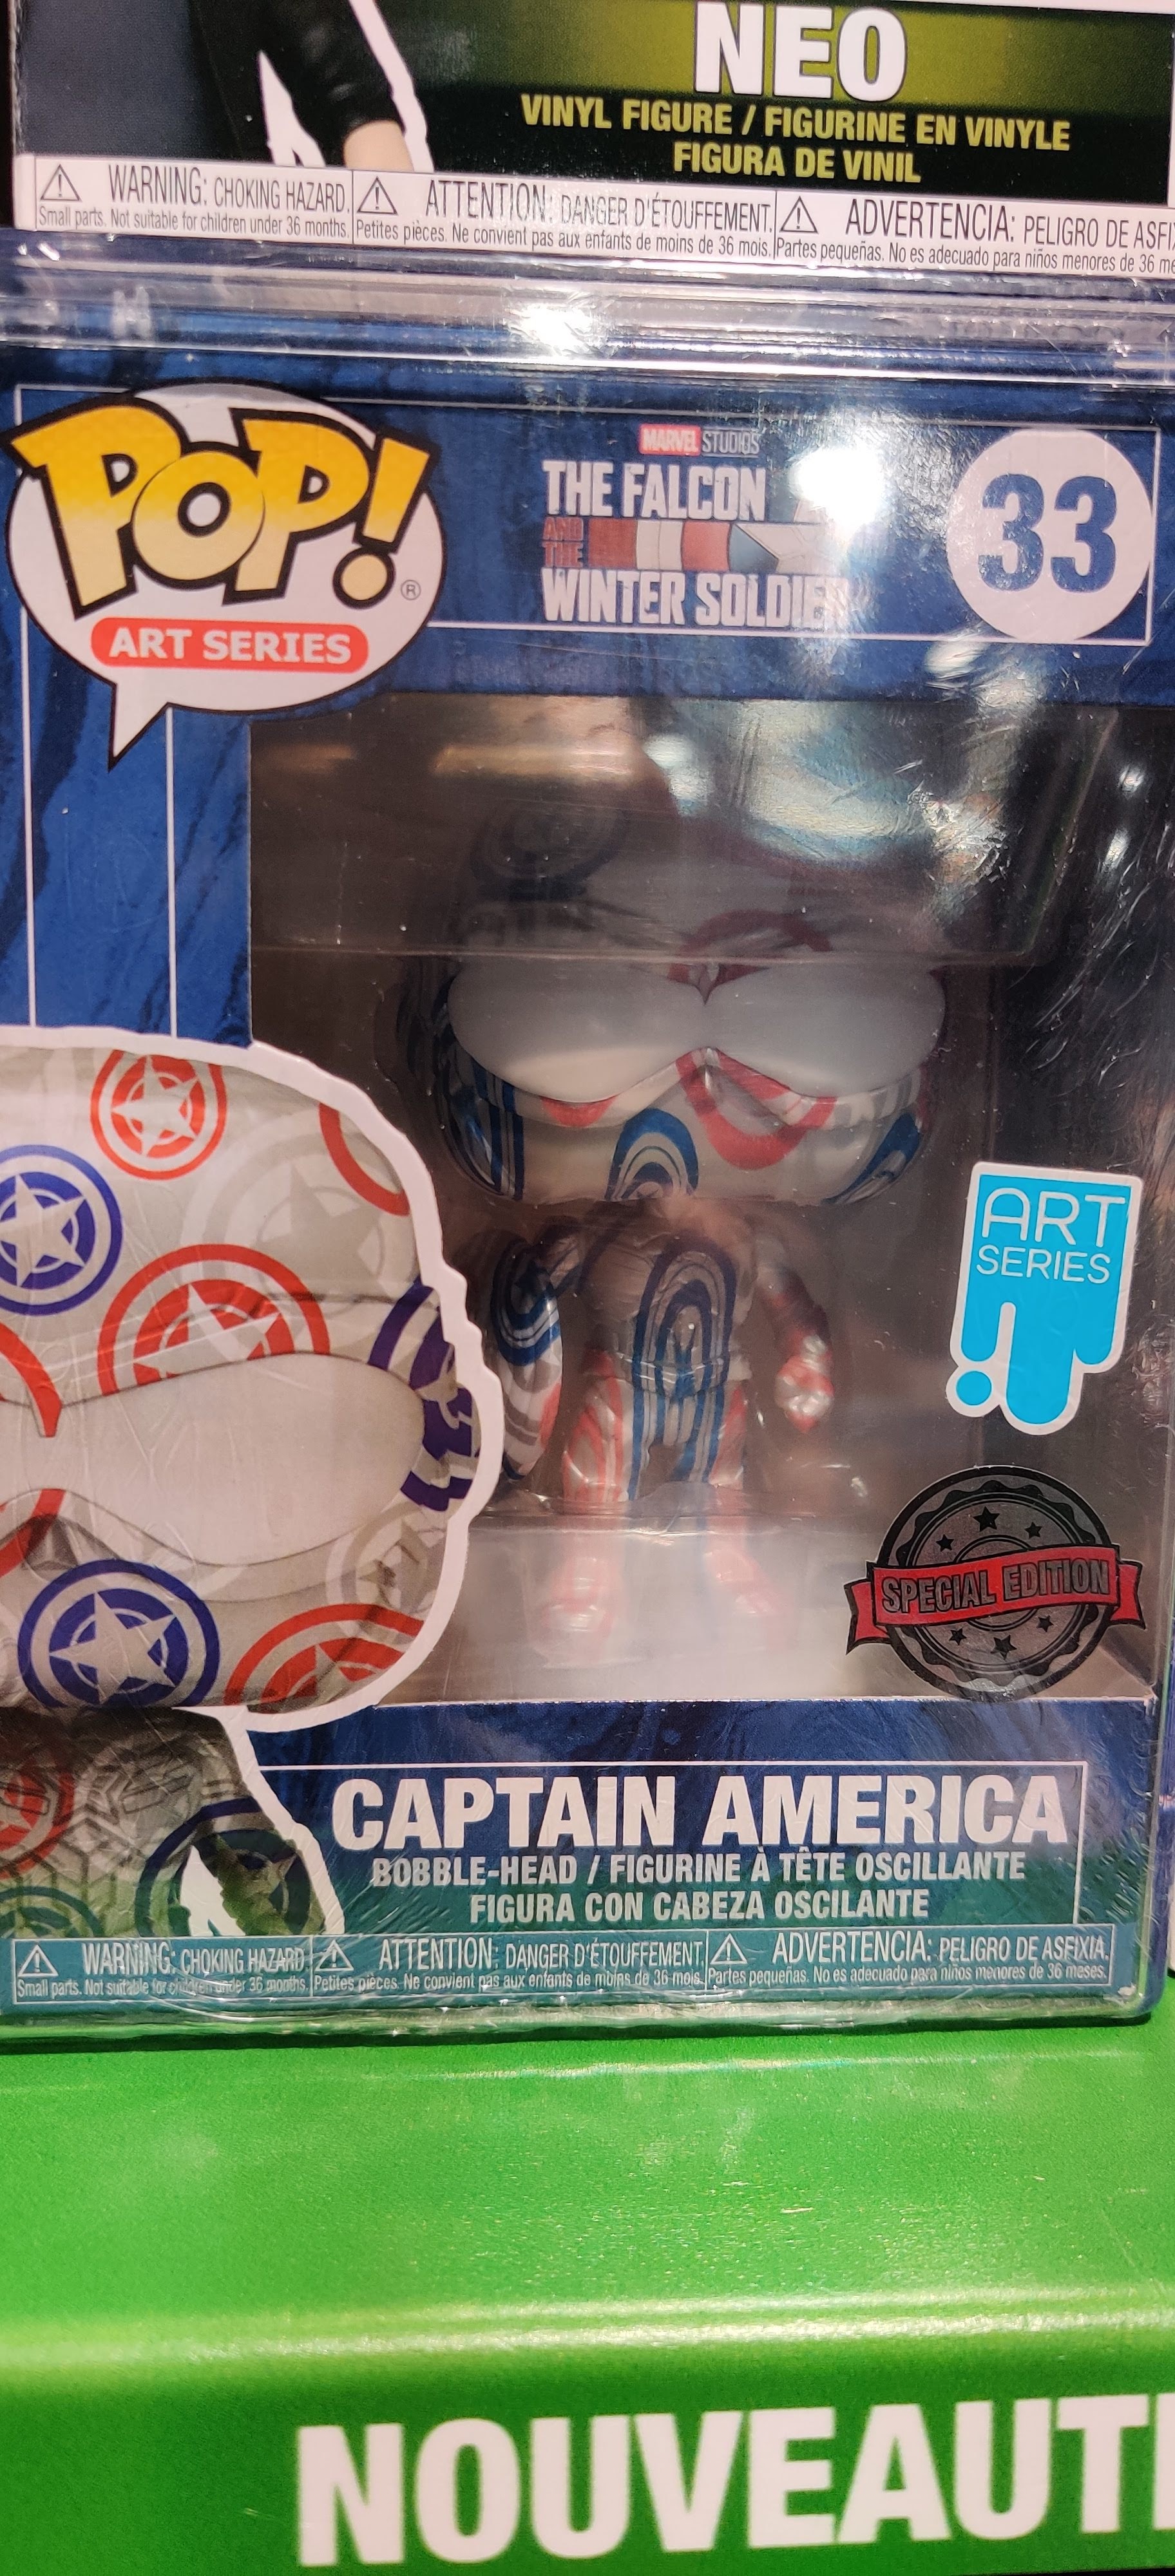 NEO
VINYL FIGURE / FIGURINE EN VINYLE
FIGURA DE VINIL
WARNING: CHOKING HAZARD.
Small parts. Not suitable for children under 36 months.
ATTENTION: DANGER D'ÉTOUFFEMENT.
Petites pièces. Ne convient pas aux enfants de moins de 36 mois.
ADVERTENCIA: PELIGRO DE ASFI
Partes pequeñas. No es adecuado para niños menores de 36 me
POP! ®
ART SERIES
MARVEL STUDIOS
THE FALCON
AND THE
WINTER SOLDIER
33
ART
SERIES
SPECIAL EDITION
CAPTAIN AMERICA
BOBBLE-HEAD / FIGURINE À TÊTE OSCILLANTE
FIGURA CON CABEZA OSCILANTE
WARNING: CHOKING HAZARD.
Small parts. Not suitable for children under 36 months.
ATTENTION: DANGER D'ÉTOUFFEMENT.
Petites pièces. Ne convient pas aux enfants de moins de 36 mois.
ADVERTENCIA: PELIGRO DE ASFIXIA.
Partes pequeñas. No es adecuado para niños menores de 36 meses.
NOUVEAUT